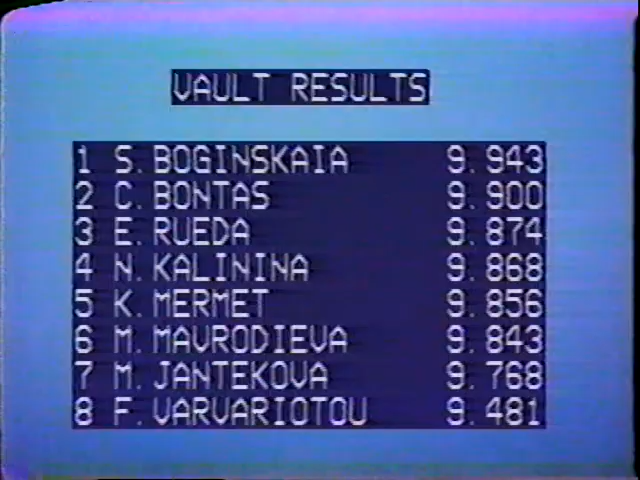 VAULT RESULTS
1 S. BOGINSKAIA 9.943
2 C. BONTAS 9.900
3 E. RUEDA 9.874
4 N. KALININA 9.868
5 K. MERMET 9.856
6 M. MAVRODIEVA 9.843
7 M. JANTEKOVA 9.768
8 F. VARVARIOTOU 9.481